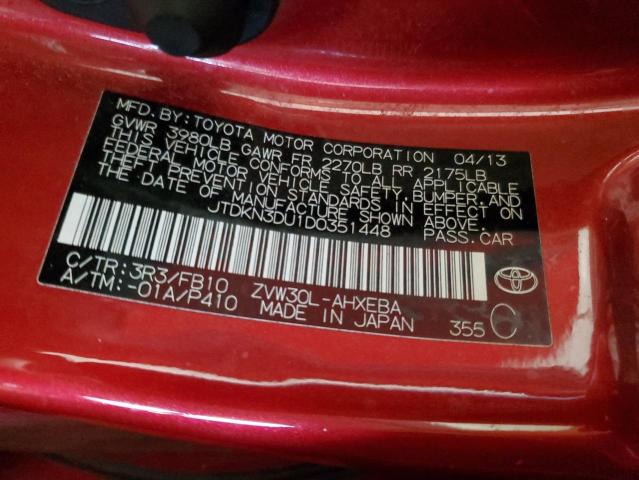 MFD.BY:TOYOTA MOTOR CORPORATION 04/13
GVWR 3980LB GAWR FR 2270LB RR 2175LB
THIS VEHICLE CONFORMS TO ALL APPLICABLE
FEDERAL MOTOR VEHICLE SAFETY, BUMPER, AND
THEFT PREVENTION STANDARDS IN EFFECT ON
THE DATE OF MANUFACTURE SHOWN ABOVE.
JTDKN3DU1D0351448 PASS.CAR
C/TR:3R3/FB10 ZVW30L-AHXEBA
A/TM:-01A/P410 MADE IN JAPAN 355 C